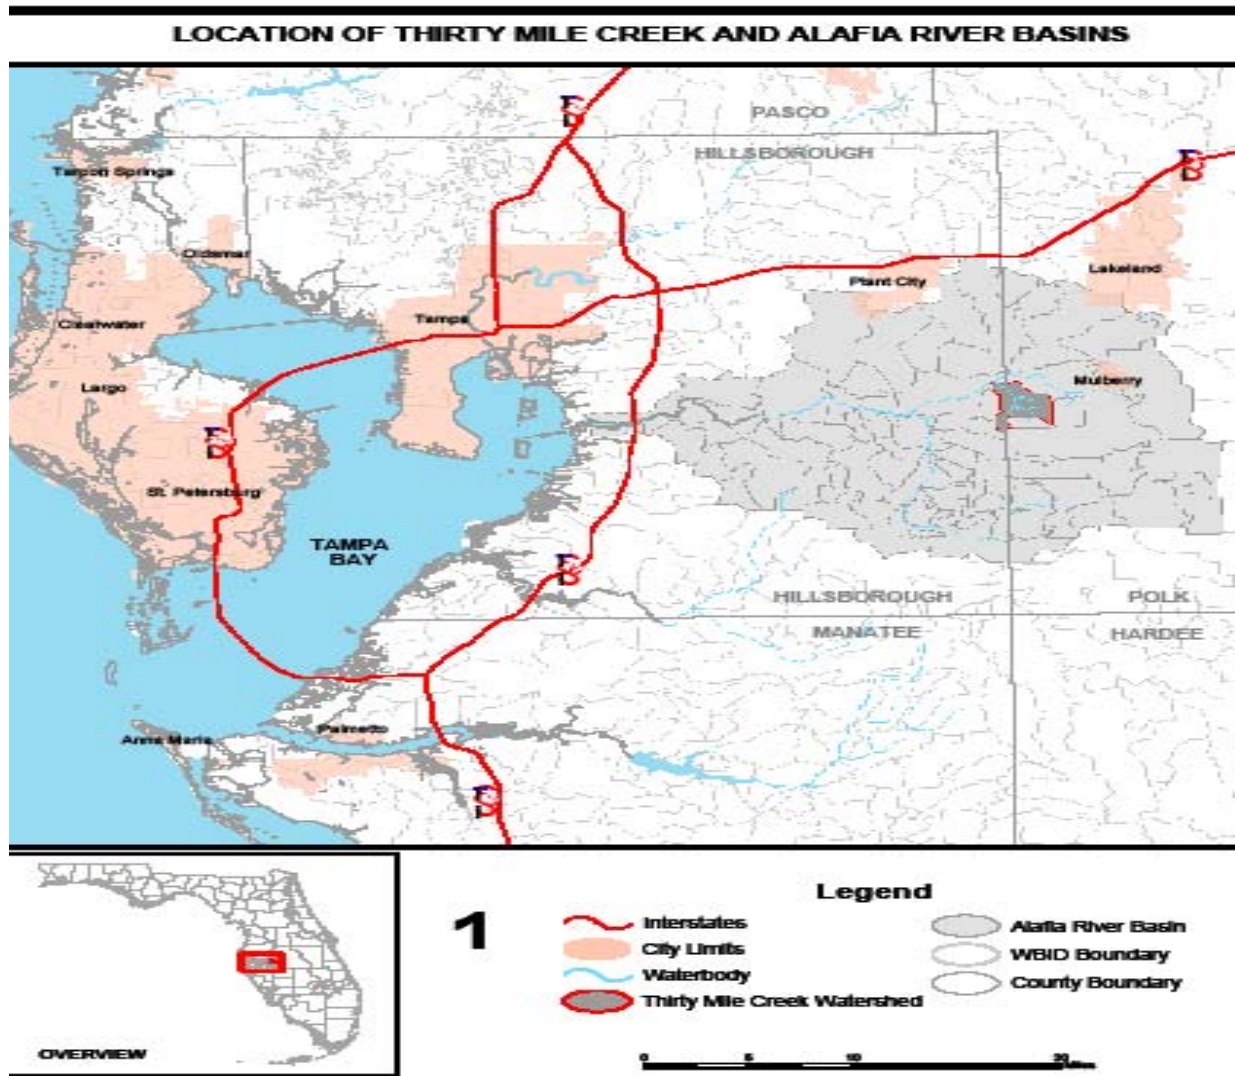 LOCATION OF THIRTY MILE CREEK AND ALAFIA RIVER BASINS
PASCO
HILLSBOROUGH
Tarpon Springs
Oldsmar
Lakeland
Plant City
Clearwater
Tampa
Largo
Mulberry
St. Petersburg
TAMPA
BAY
HILLSBOROUGH
POLK
MANATEE
HARDEE
Palmetto
Anna Maria
Legend
1
Interstates
City Limits
Waterbody
Thirty Mile Creek Watershed
Alafia River Basin
WBID Boundary
County Boundary
OVERVIEW
0 5 10 20
Miles